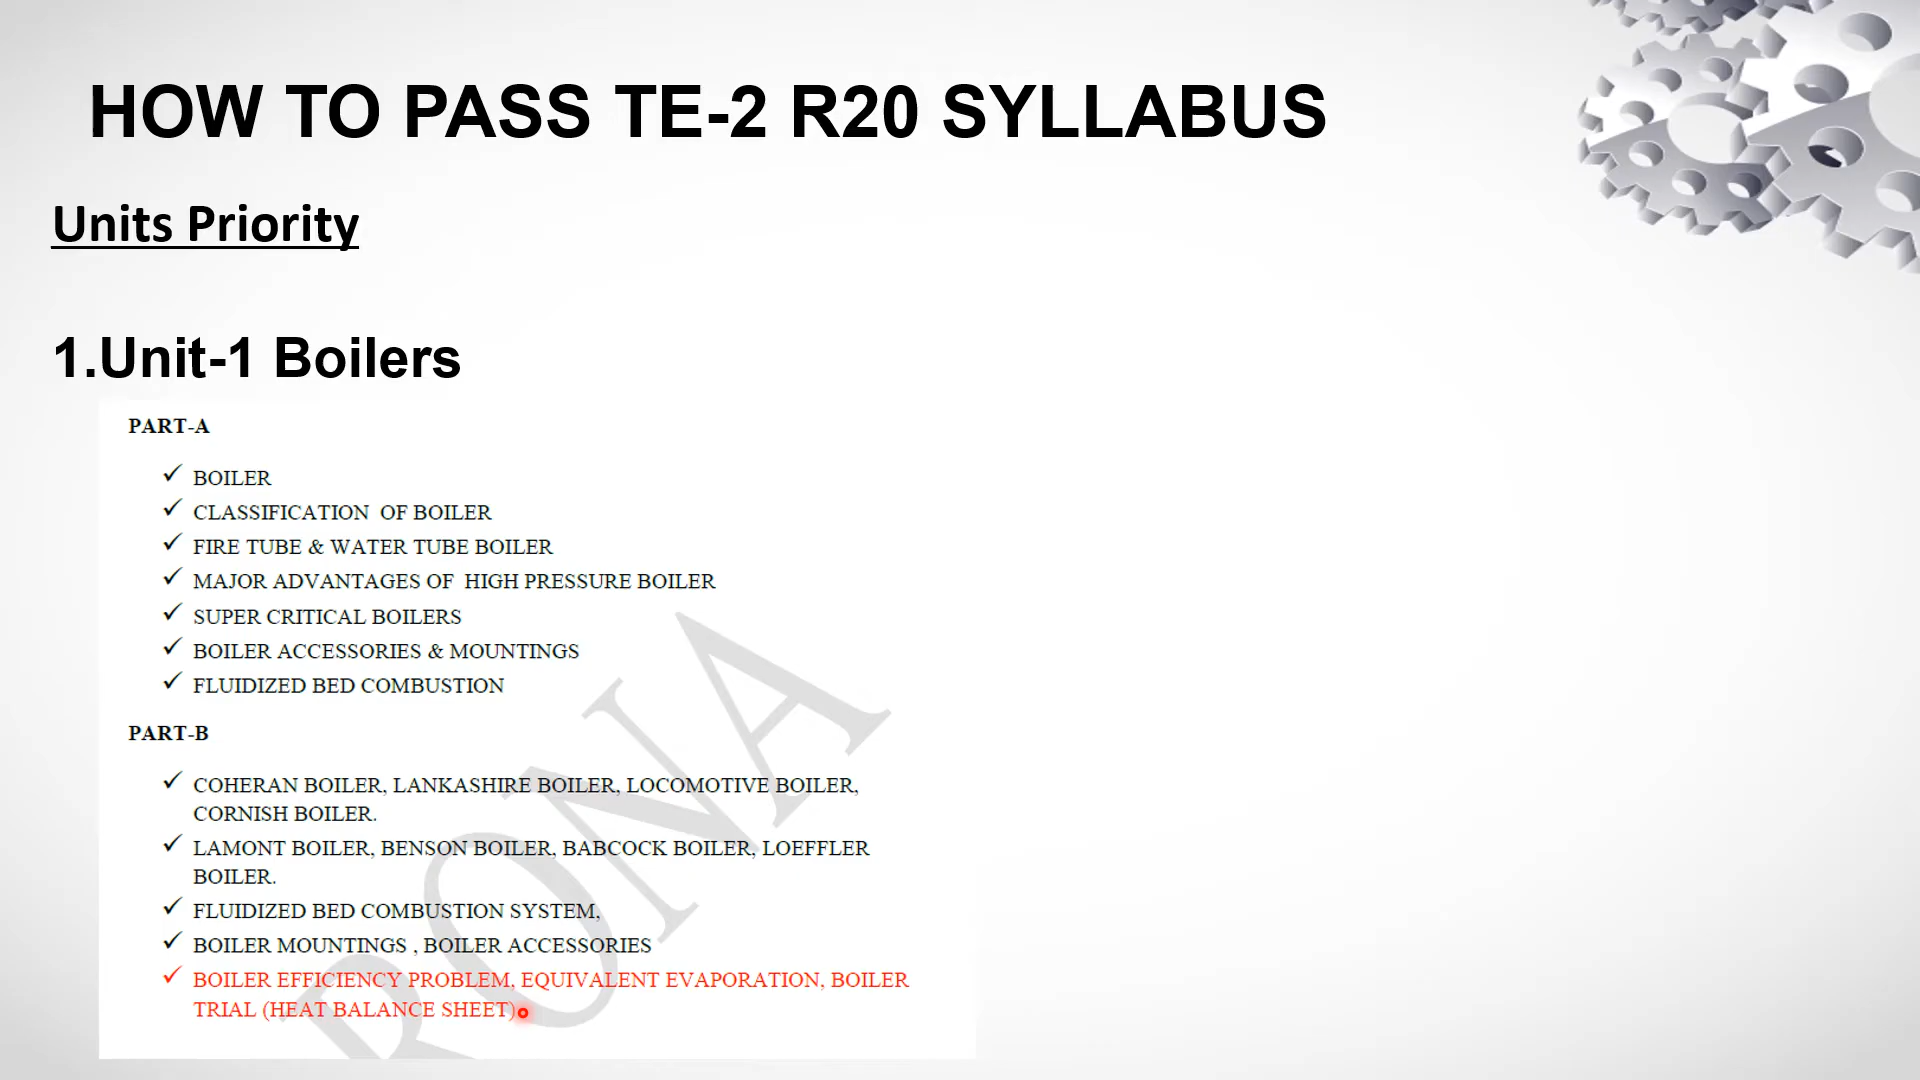 HOW TO PASS TE-2 R20 SYLLABUS
Units Priority
1.Unit-1 Boilers
PART-A
✓ BOILER
✓ CLASSIFICATION OF BOILER
✓ FIRE TUBE & WATER TUBE BOILER
✓ MAJOR ADVANTAGES OF HIGH PRESSURE BOILER
✓ SUPER CRITICAL BOILERS
✓ BOILER ACCESSORIES & MOUNTINGS
✓ FLUIDIZED BED COMBUSTION
PART-B
✓ COHERAN BOILER, LANKASHIRE BOILER, LOCOMOTIVE BOILER,
CORNISH BOILER.
✓ LAMONT BOILER, BENSON BOILER, BABCOCK BOILER, LOEFFLER
BOILER.
✓ FLUIDIZED BED COMBUSTION SYSTEM,
✓ BOILER MOUNTINGS , BOILER ACCESSORIES
✓ BOILER EFFICIENCY PROBLEM, EQUIVALENT EVAPORATION, BOILER
TRIAL (HEAT BALANCE SHEET)
RONA